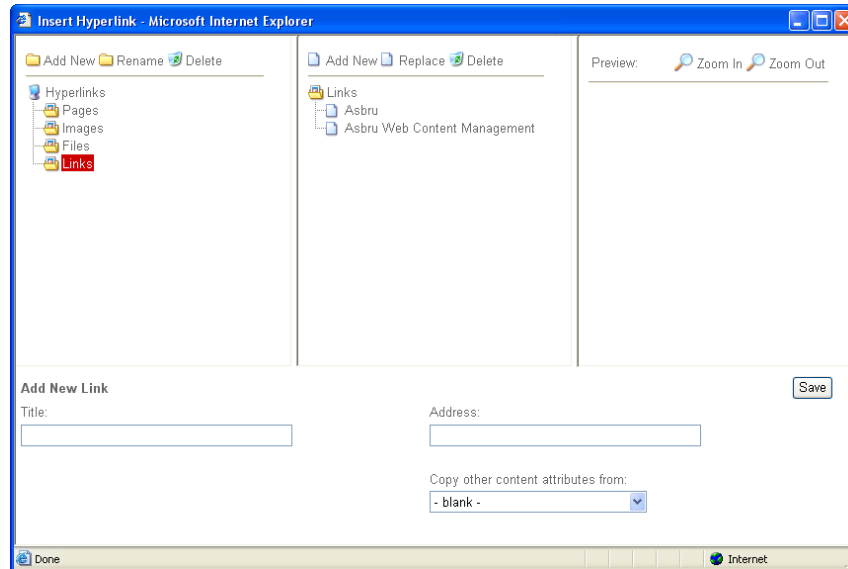 Insert Hyperlink - Microsoft Internet Explorer
Add New Rename Delete
Hyperlinks
Pages
Images
Files
Links
Add New Replace Delete
Links
Asbru
Asbru Web Content Management
Preview: Zoom In Zoom Out
Add New Link
Save
Title:
Address:
Copy other content attributes from:
- blank -
Done
Internet